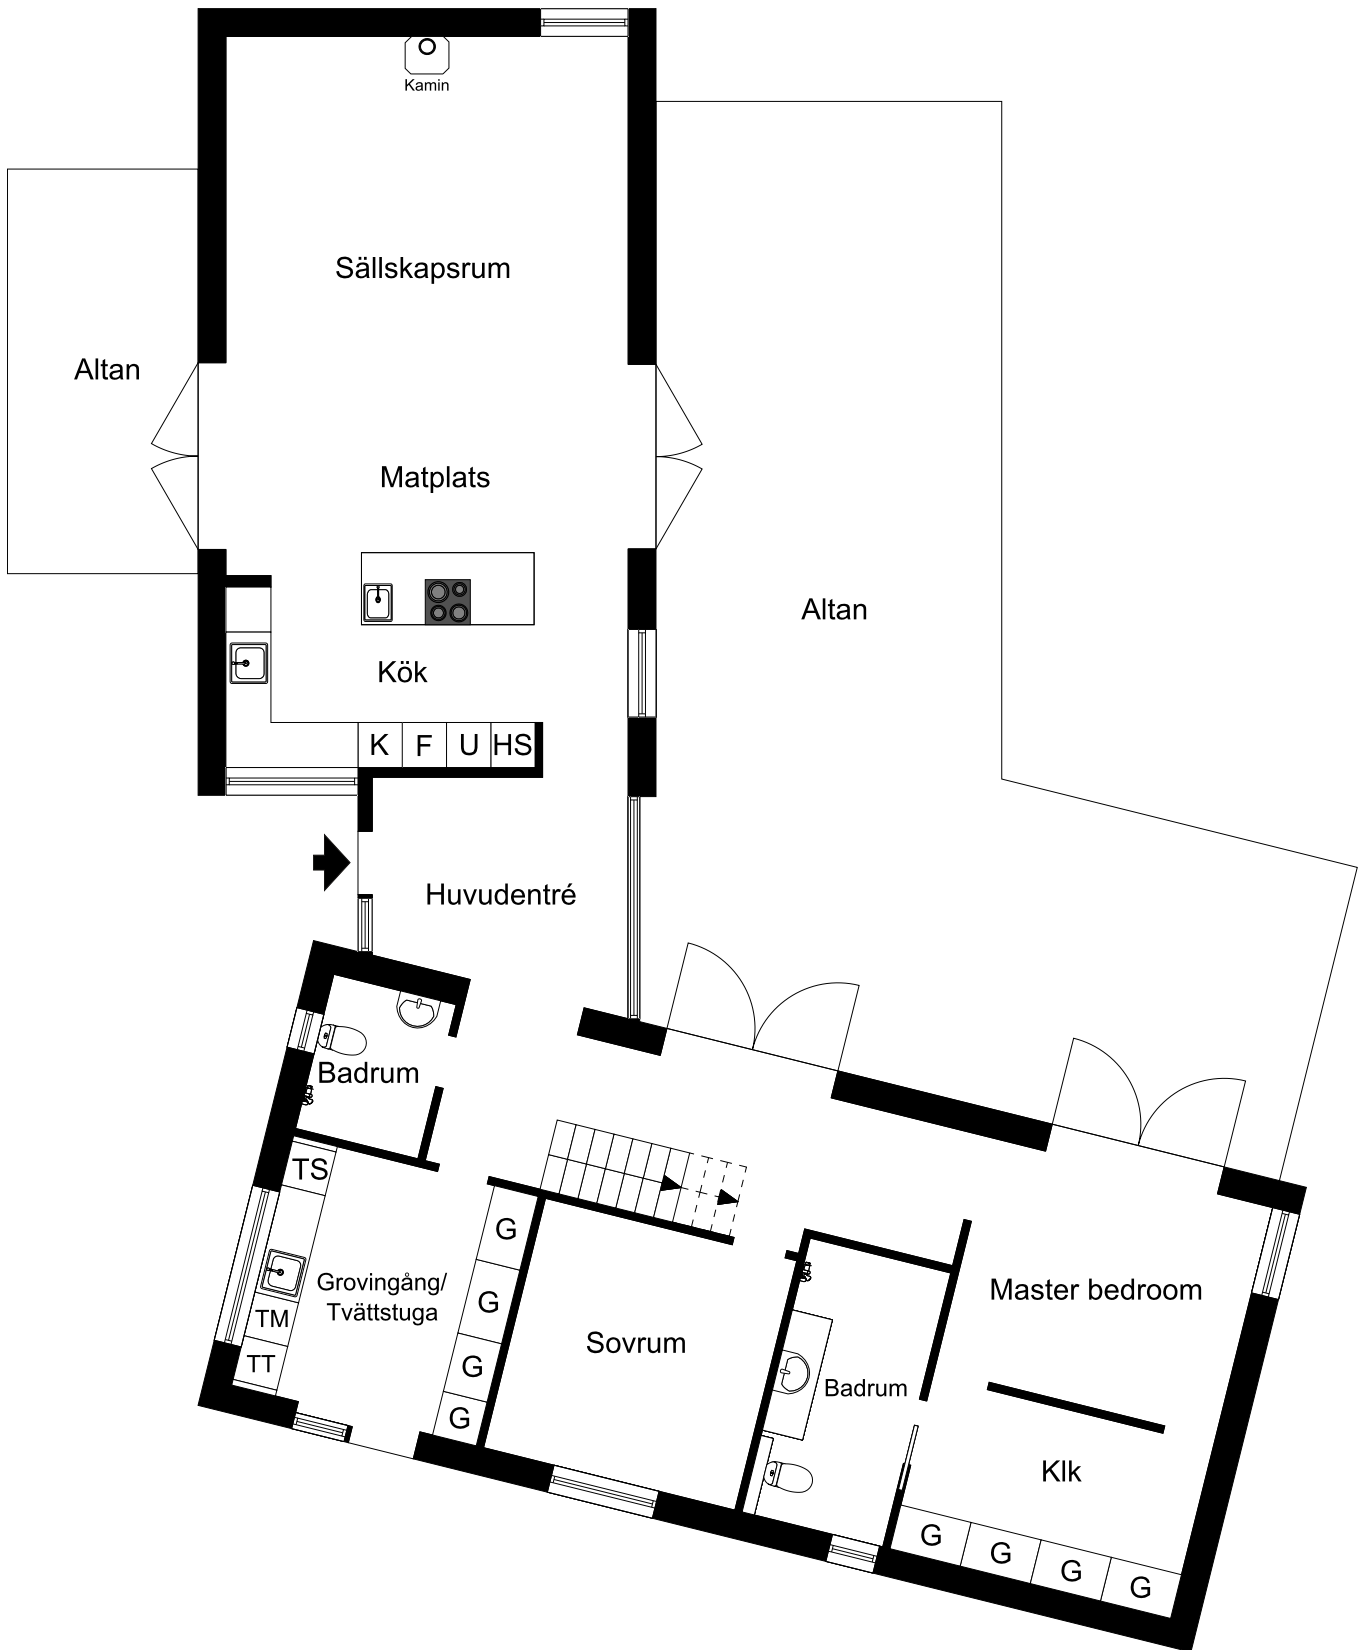 Kamin
Sällskapsrum
Altan
Matplats
Altan
Kök
K F U HS
Huvudentré
Badrum
TS
G
G
G
G
Grovingång/
Tvättstuga
TM
TT
Sovrum
Badrum
Master bedroom
Klk
G
G
G
G